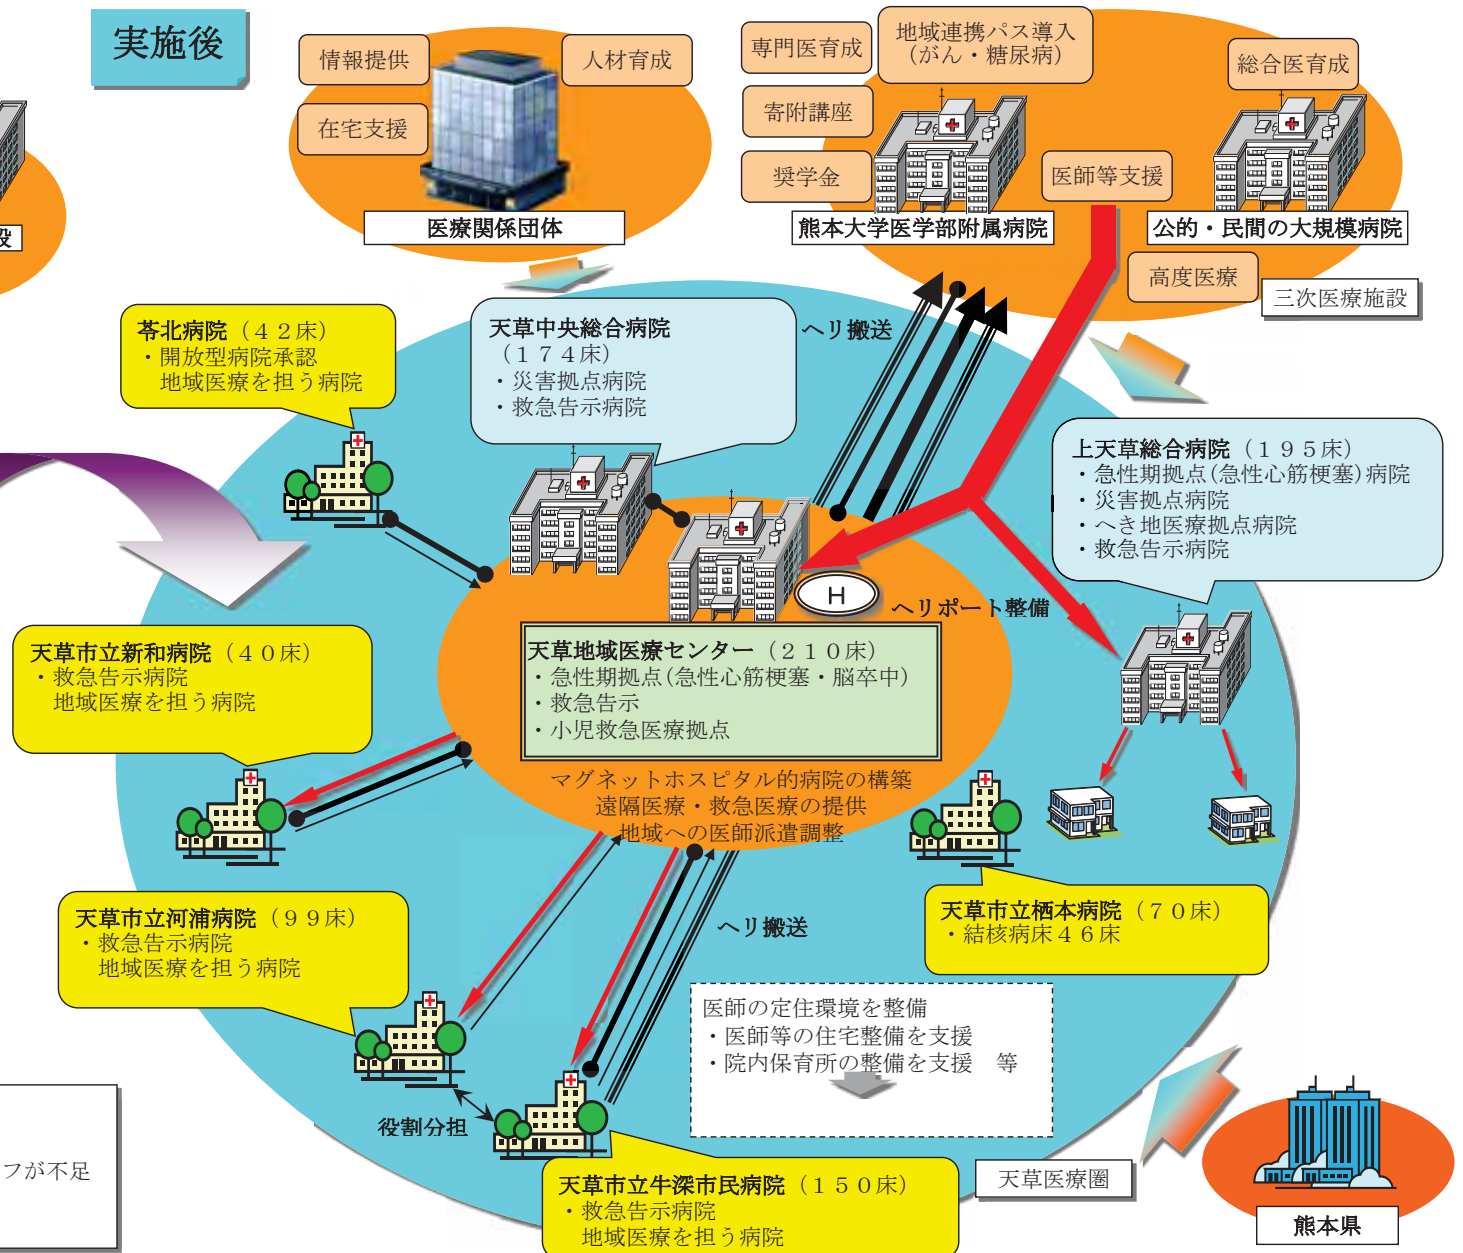 実施後
情報提供
人材育成
在宅支援
医療関係団体
専門医育成
地域連携パス導入
（がん・糖尿病）
総合医育成
寄附講座
奨学金
医師等支援
熊本大学医学部附属病院
公的・民間の大規模病院
高度医療
三次医療施設
設
苓北病院（４２床）
・開放型病院承認
地域医療を担う病院
天草中央総合病院
（１７４床）
・災害拠点病院
・救急告示病院
ヘリ搬送
上天草総合病院（１９５床）
・急性期拠点(急性心筋梗塞)病院
・災害拠点病院
・へき地医療拠点病院
・救急告示病院
H
ヘリポート整備
天草市立新和病院（４０床）
・救急告示病院
地域医療を担う病院
天草地域医療センター（２１０床）
・急性期拠点(急性心筋梗塞・脳卒中)
・救急告示
・小児救急医療拠点
マグネットホスピタル的病院の構築
遠隔医療・救急医療の提供
地域への医師派遣調整
天草市立河浦病院（９９床）
・救急告示病院
地域医療を担う病院
ヘリ搬送
天草市立栖本病院（７０床）
・結核病床４６床
医師の定住環境を整備
・医師等の住宅整備を支援
・院内保育所の整備を支援　等
役割分担
フが不足
天草市立牛深市民病院（１５０床）
・救急告示病院
地域医療を担う病院
天草医療圏
熊本県